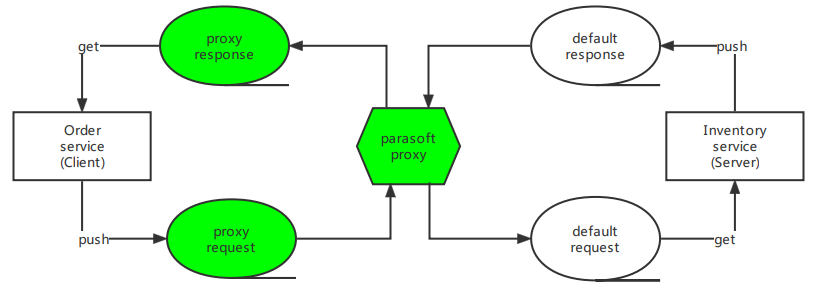 proxy
response
default
response
get
push
Order
service
(Client)
parasoft
proxy
Inventory
service
(Server)
push
proxy
request
default
request
get